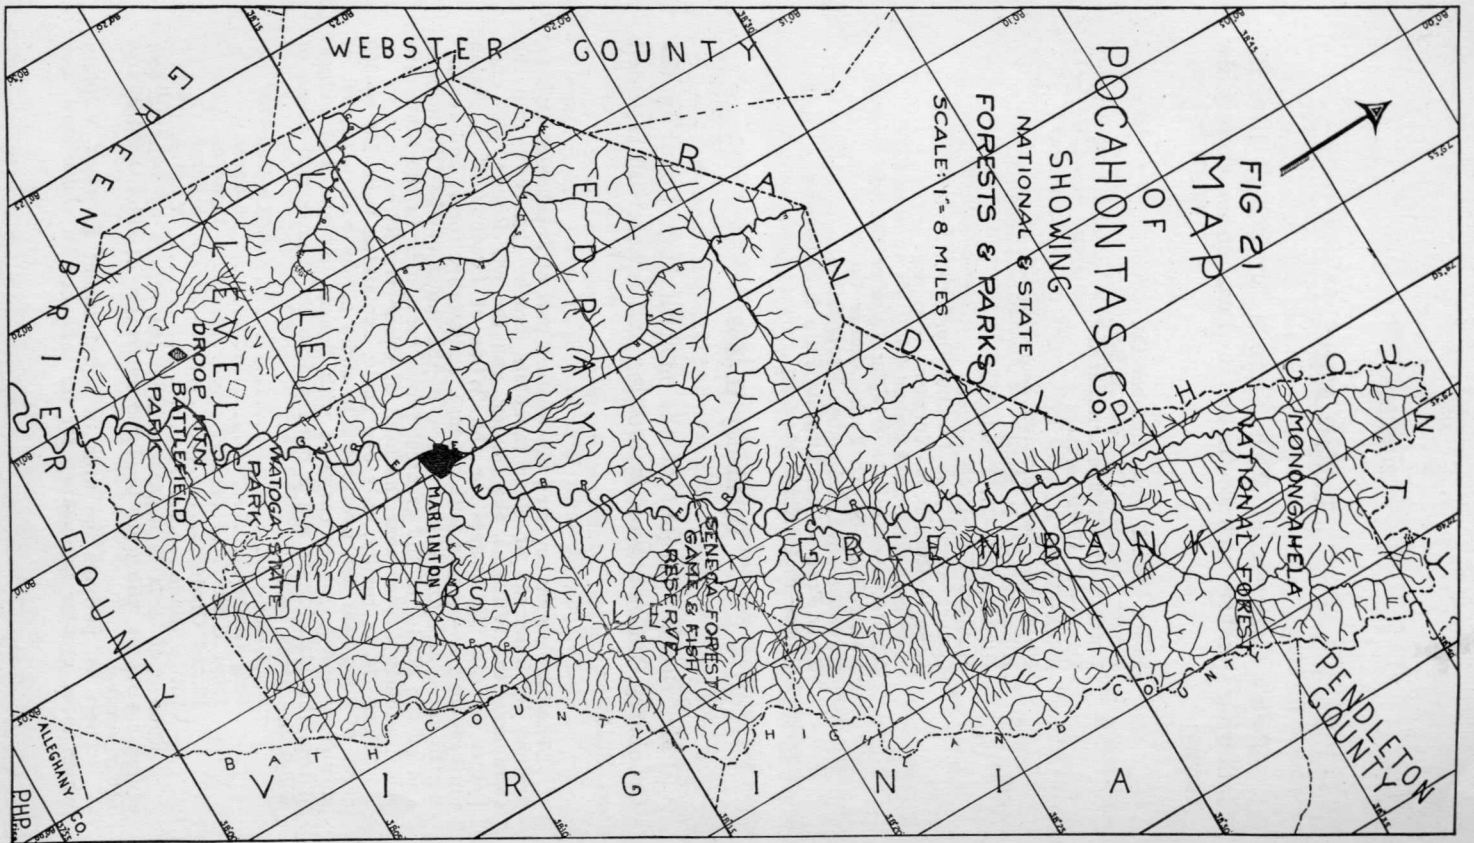 FIG 21
MAP
OF
POCAHONTAS Co.
SHOWING
NATIONAL & STATE
FORESTS & PARKS
SCALE: 1" = 8 MILES
WEBSTER COUNTY
GREENBRIER COUNTY
RANDOLPH COUNTY
PENDLETON
COUNTY
HIGHLAND COUNTY
BATH COUNTY
ALLEGHANY CO.
VIRGINIA
LITTLE
LEVELS
EDRAY
HUNTERSVILLE
GREENBANK
MARLINTON
DROOP MTN.
BATTLEFIELD
PARK
WATOGA STATE
PARK
SENECA FOREST
GAME & FISH
RESERVE
MONONGAHELA
NATIONAL FOREST
PHP